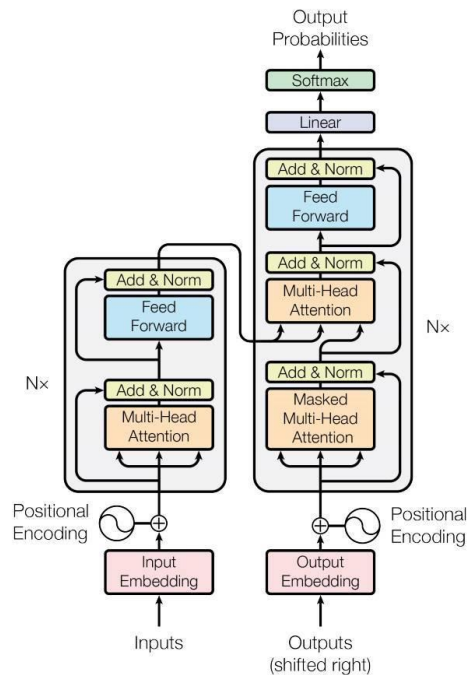 Output
Probabilities
Softmax
Linear
Add & Norm
Feed
Forward
Add & Norm
Multi-Head
Attention
Nx
Add & Norm
Masked
Multi-Head
Attention
Positional
Encoding
Output
Embedding
Outputs
(shifted right)
Add & Norm
Feed
Forward
Nx
Add & Norm
Multi-Head
Attention
Positional
Encoding
Input
Embedding
Inputs